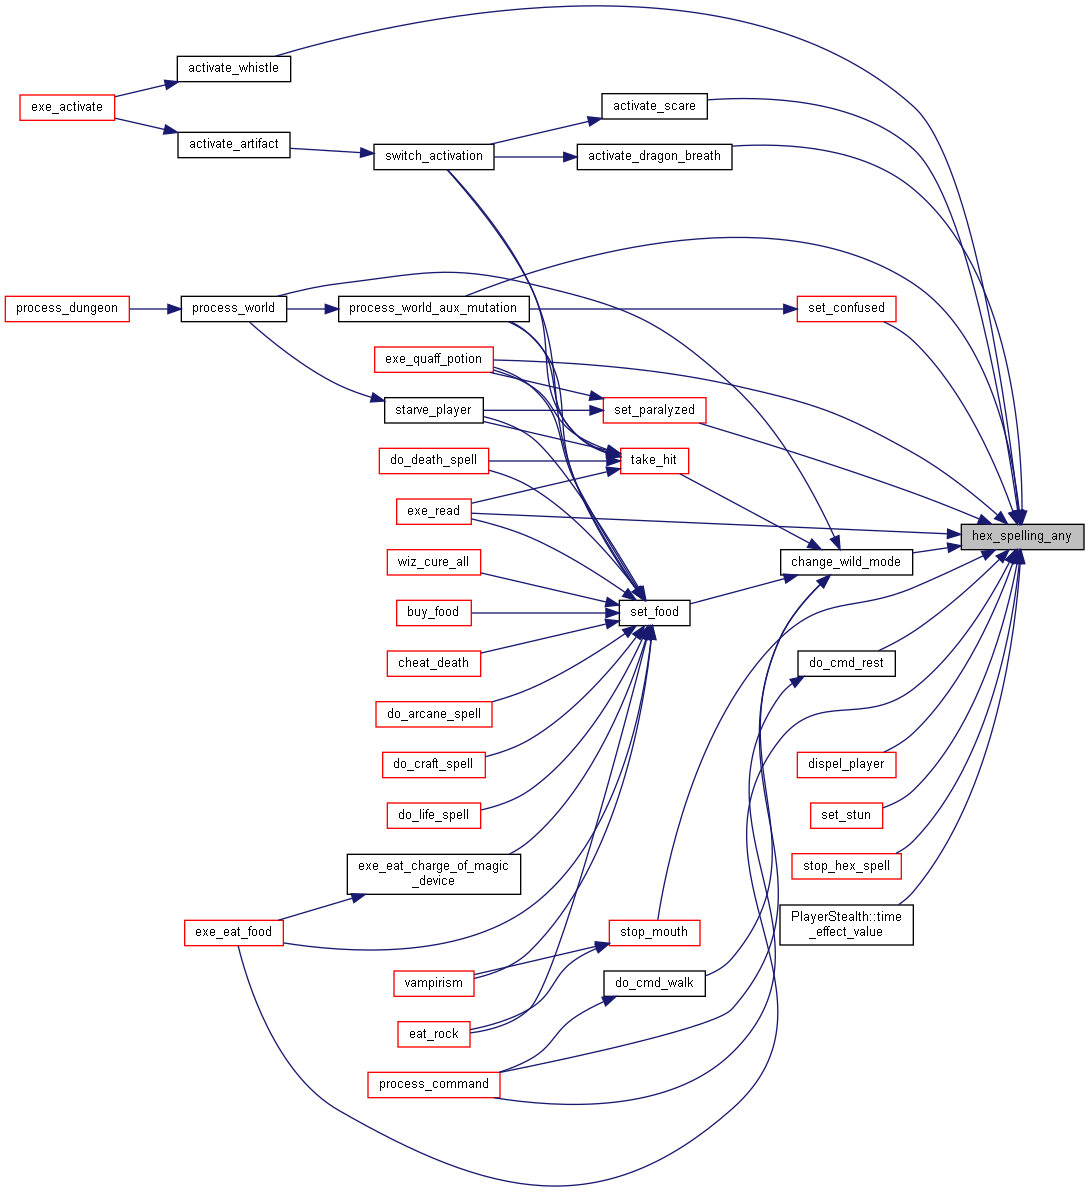 activate_whistle
exe_activate
activate_scare
activate_artifact
switch_activation
activate_dragon_breath
process_dungeon
process_world
process_world_aux_mutation
set_confused
exe_quaff_potion
starve_player
set_paralyzed
do_death_spell
take_hit
exe_read
hex_spelling_any
wiz_cure_all
change_wild_mode
buy_food
set_food
cheat_death
do_cmd_rest
do_arcane_spell
do_craft_spell
dispel_player
do_life_spell
set_stun
exe_eat_charge_of_magic
_device
stop_hex_spell
PlayerStealth::time
_effect_value
exe_eat_food
stop_mouth
vampirism
do_cmd_walk
eat_rock
process_command